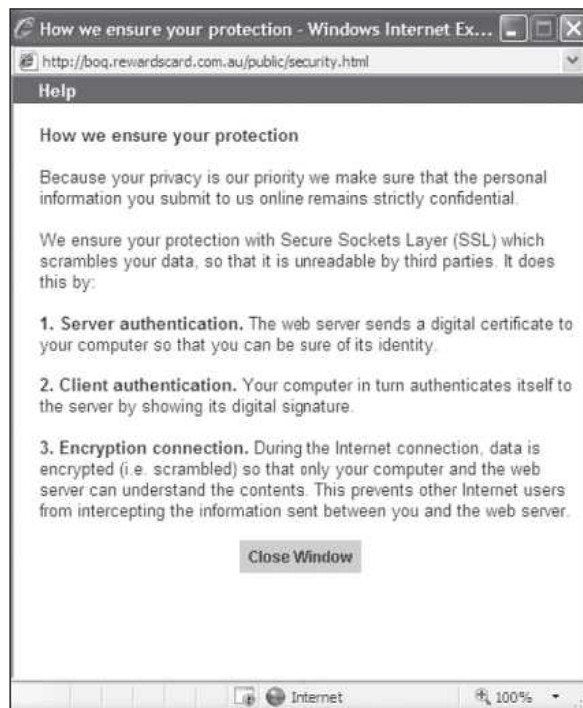 How we ensure your protection - Windows Internet Ex...
http://boq.rewardscard.com.au/public/security.html
Help
How we ensure your protection
Because your privacy is our priority we make sure that the personal
information you submit to us online remains strictly confidential.
We ensure your protection with Secure Sockets Layer (SSL) which
scrambles your data, so that it is unreadable by third parties. It does
this by:
1. Server authentication. The web server sends a digital certificate to
your computer so that you can be sure of its identity.
2. Client authentication. Your computer in turn authenticates itself to
the server by showing its digital signature.
3. Encryption connection. During the Internet connection, data is
encrypted (i.e. scrambled) so that only your computer and the web
server can understand the contents. This prevents other Internet users
from intercepting the information sent between you and the web server.
Close Window
Internet 100%